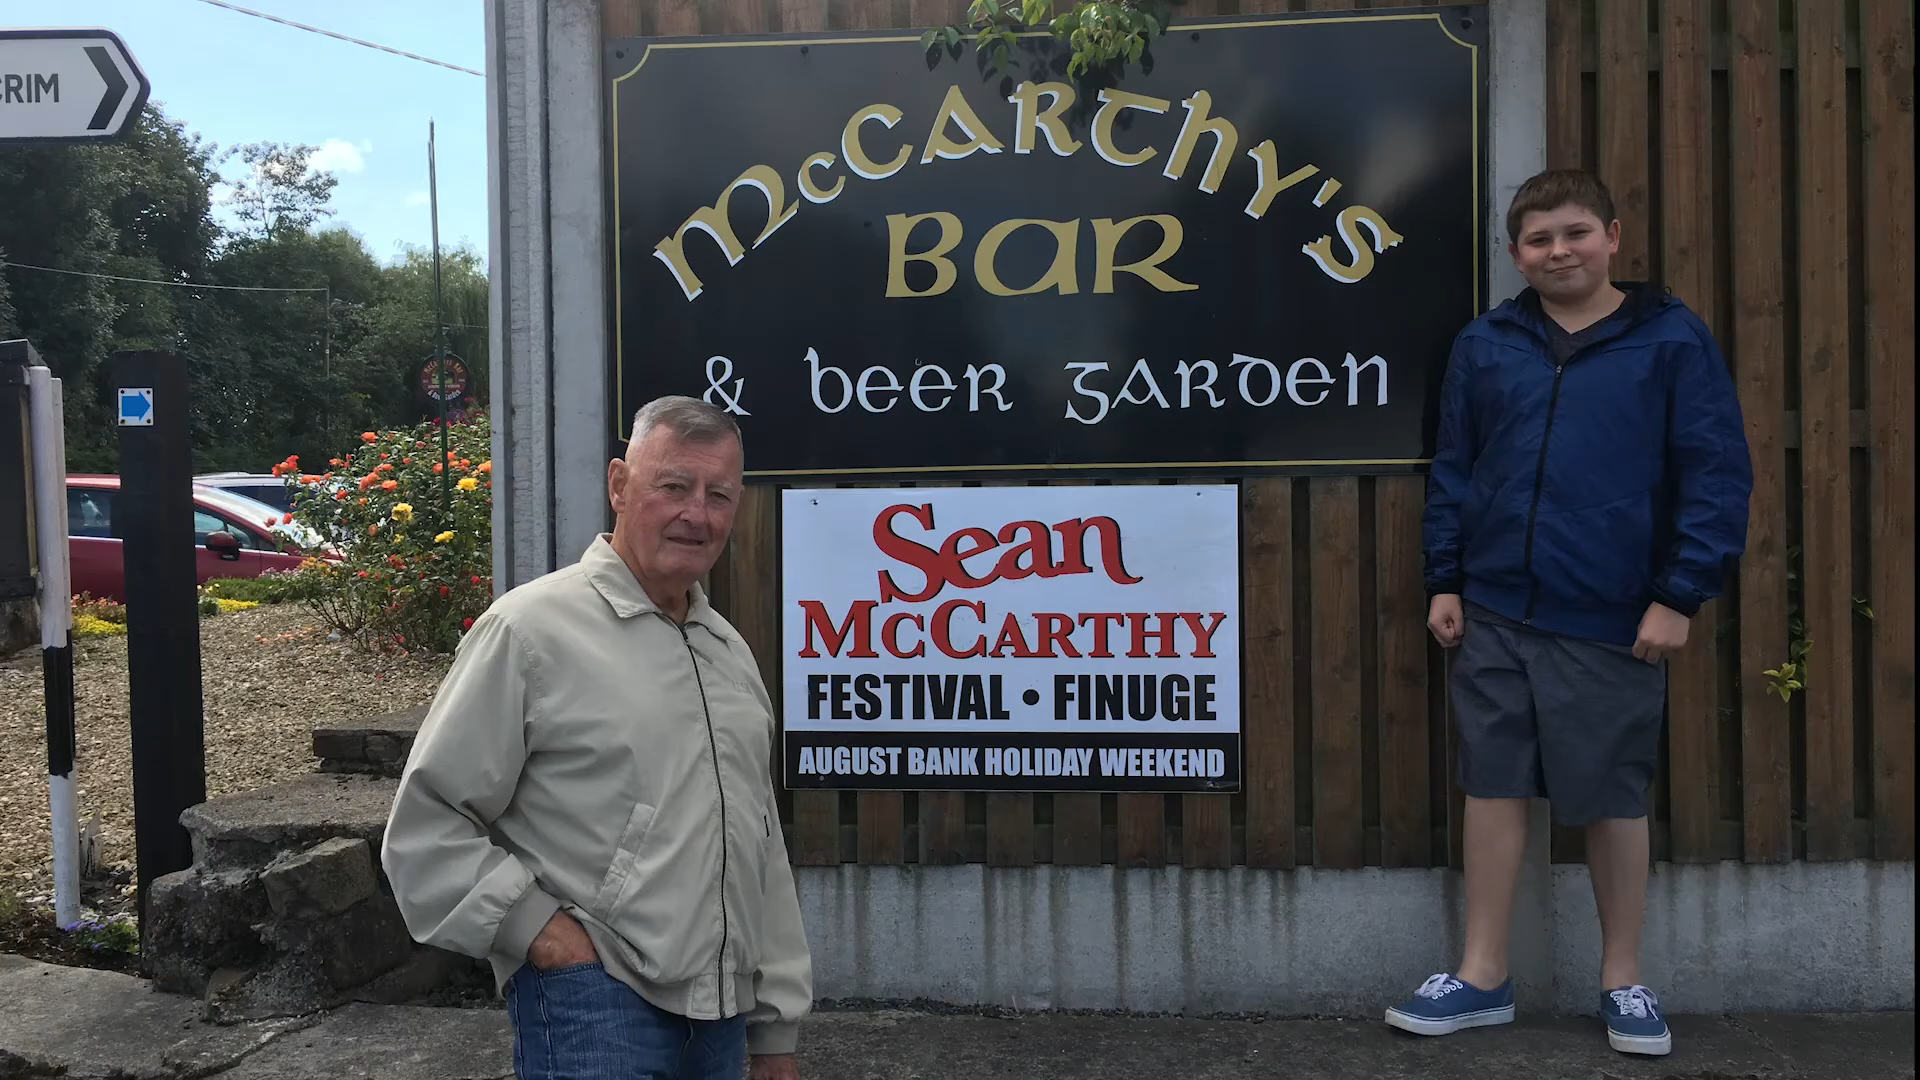 CRIM
McCARTHY'S
BAR
& BEER GARDEN
Sean
McCARTHY
FESTIVAL • FINUGE
AUGUST BANK HOLIDAY WEEKEND